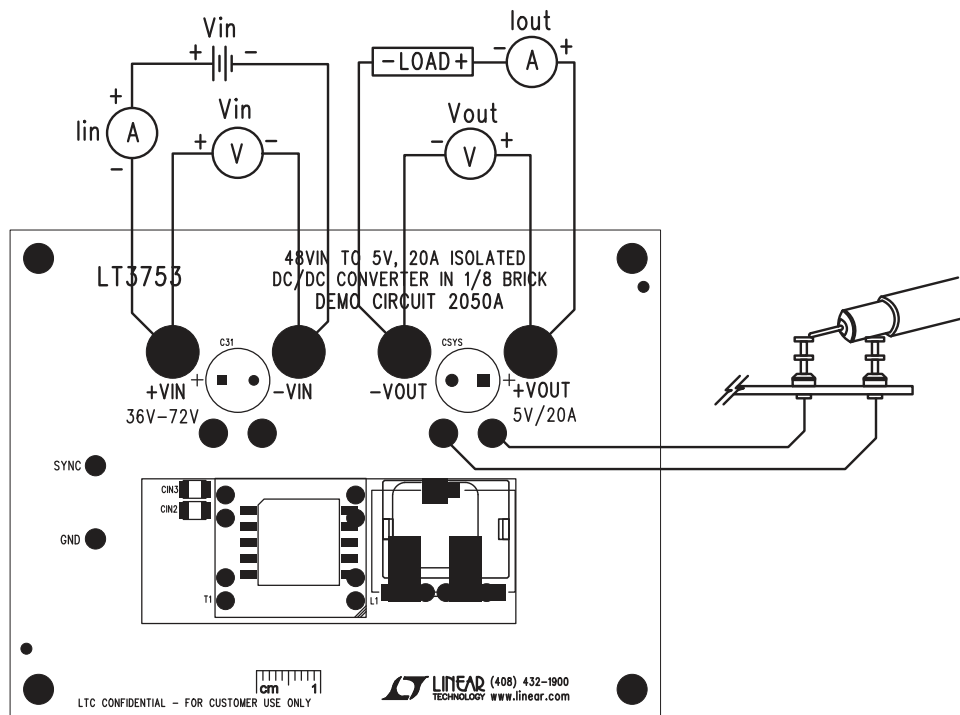 Vin
+ -
Iout
-LOAD+
- A +
+
Iin A
-
Vin
+ V -
Vout
- V +
LT3753
48VIN TO 5V, 20A ISOLATED
DC/DC CONVERTER IN 1/8 BRICK
DEMO CIRCUIT 2050A
C31
CSYS
+VIN
+
-VIN
-VOUT
+
+VOUT
36V-72V
5V/20A
SYNC
CIN3
CIN2
GND
T1
L1
cm 1
LTC CONFIDENTIAL - FOR CUSTOMER USE ONLY
LINEAR (408) 432-1900
TECHNOLOGY www.linear.com